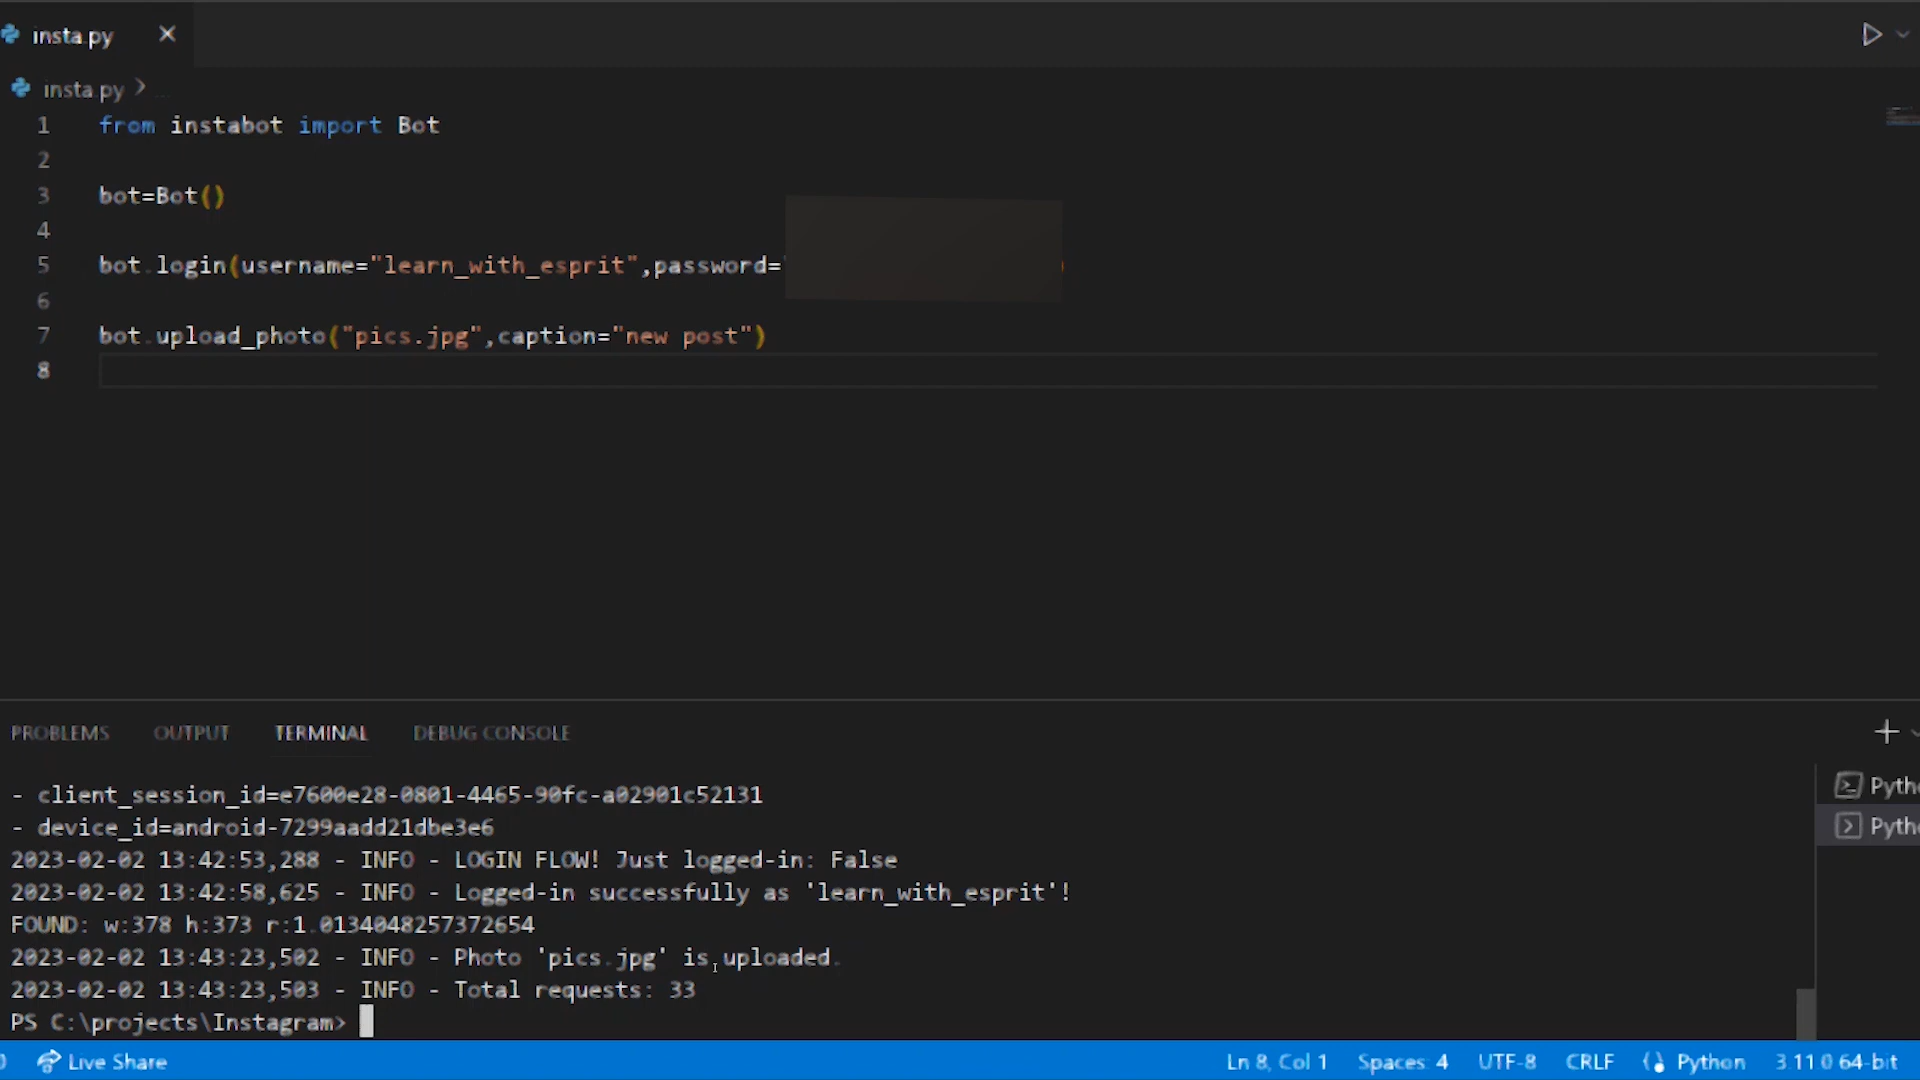 insta.py
insta.py
1 from instabot import Bot
2
3 bot=Bot()
4
5 bot.login(username="learn_with_esprit",password=
6
7 bot.upload_photo("pics.jpg",caption="new post")
8
PROBLEMS OUTPUT TERMINAL DEBUG CONSOLE
- client_session_id=e7600e28-0801-4465-90fc-a02901c52131
- device_id=android-7299aadd21dbe3e6
2023-02-02 13:42:53,288 - INFO - LOGIN FLOW! Just logged-in: False
2023-02-02 13:42:58,625 - INFO - Logged-in successfully as 'learn_with_esprit'!
FOUND: w:378 h:373 r:1.0134048257372654
2023-02-02 13:43:23,502 - INFO - Photo 'pics.jpg' is uploaded.
2023-02-02 13:43:23,503 - INFO - Total requests: 33
PS C:\projects\Instagram>
Pytho
Pytho
Live Share Ln 8, Col 1 Spaces: 4 UTF-8 CRLF Python 3.11.0 64-bit